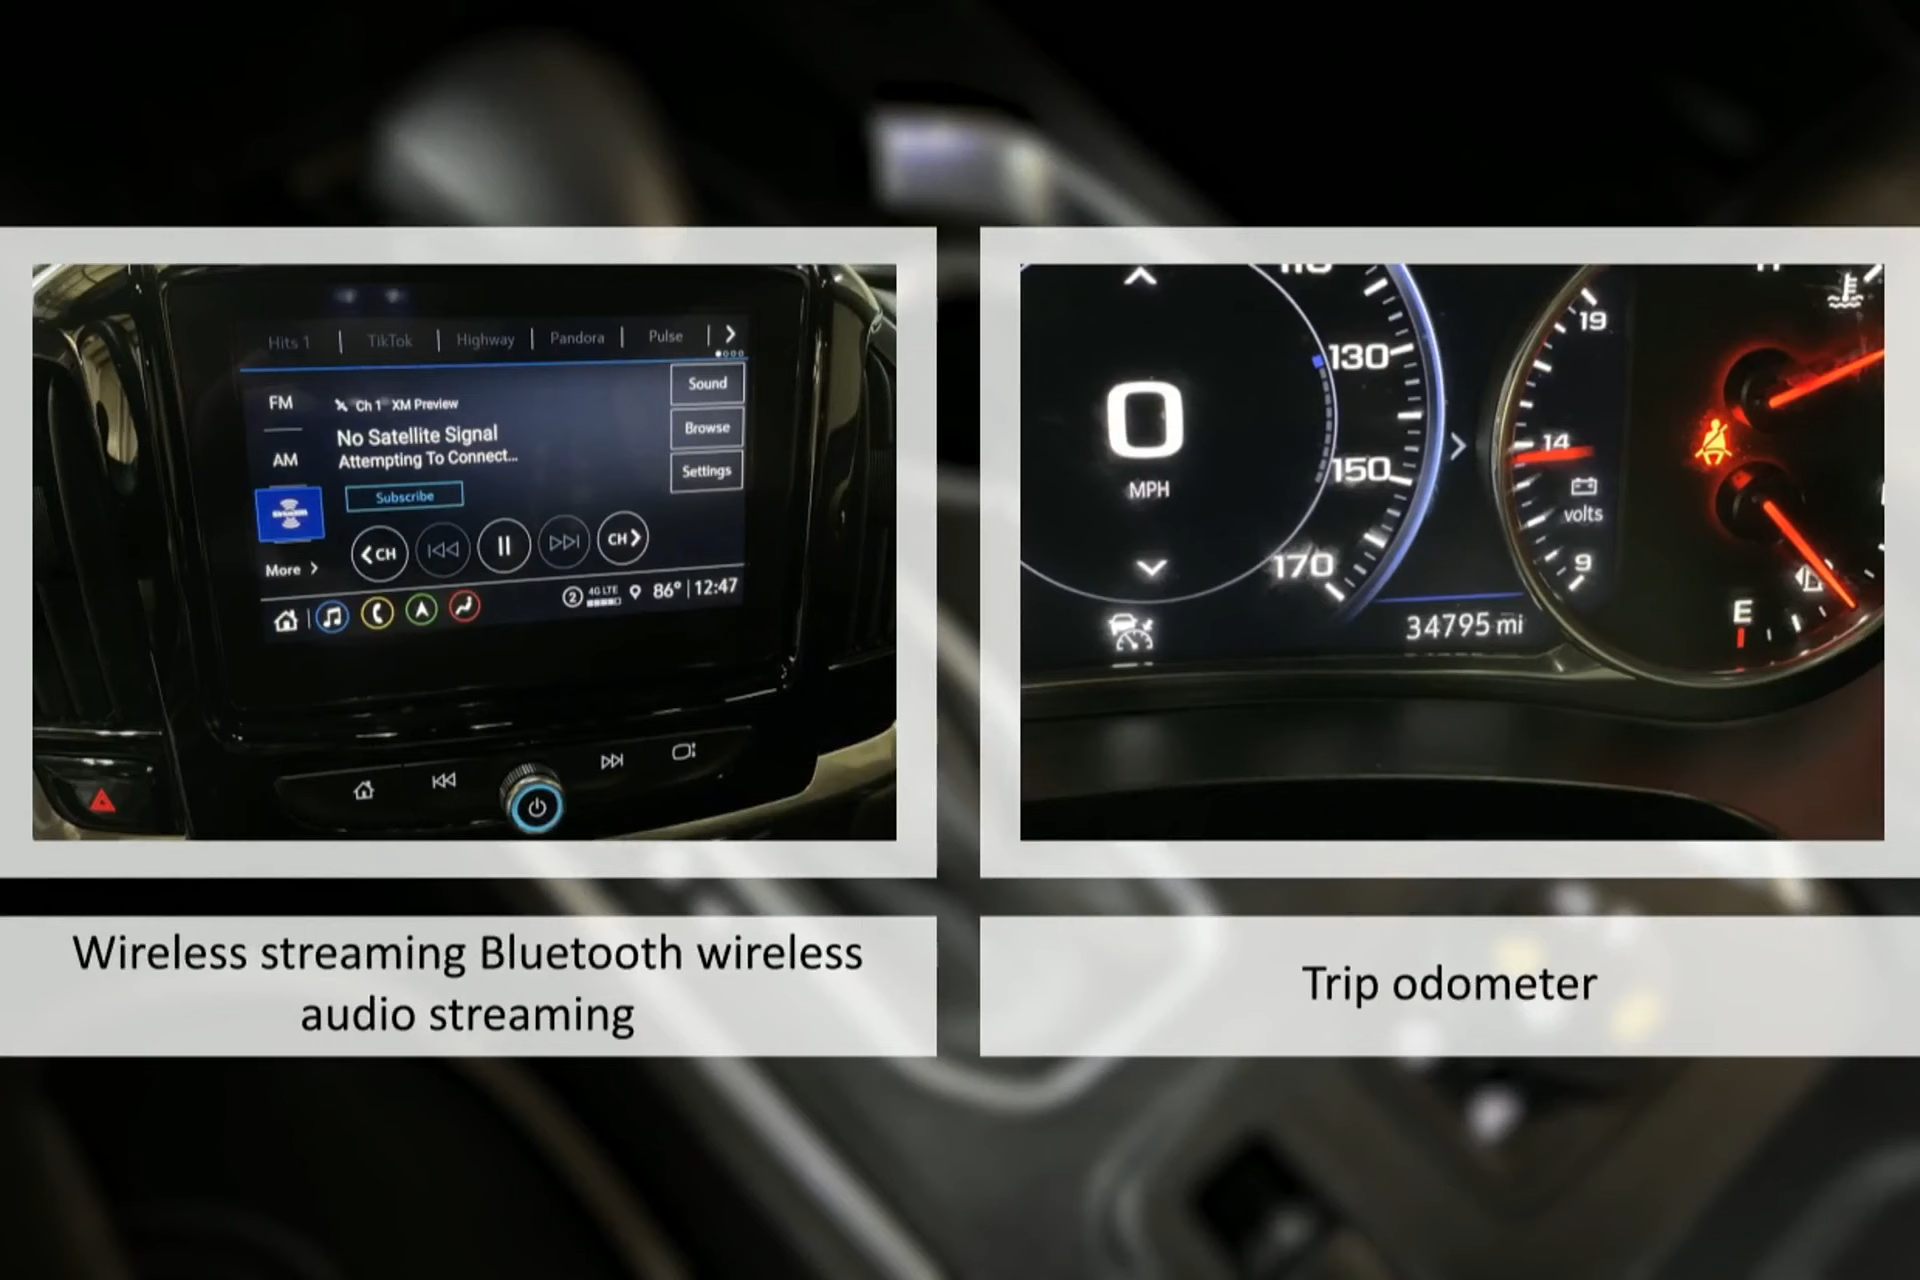 Hits 1 | TikTok | Highway | Pandora | Pulse |
FM
Ch 1 XM Preview
Sound
No Satellite Signal
Browse
AM
Attempting To Connect...
Settings
Subscribe
CH
CH
More
2 4G LTE 86° | 12:47
130
0
150
MPH
170
34795 mi
19
14
volts
9
E
Wireless streaming Bluetooth wireless
audio streaming
Trip odometer